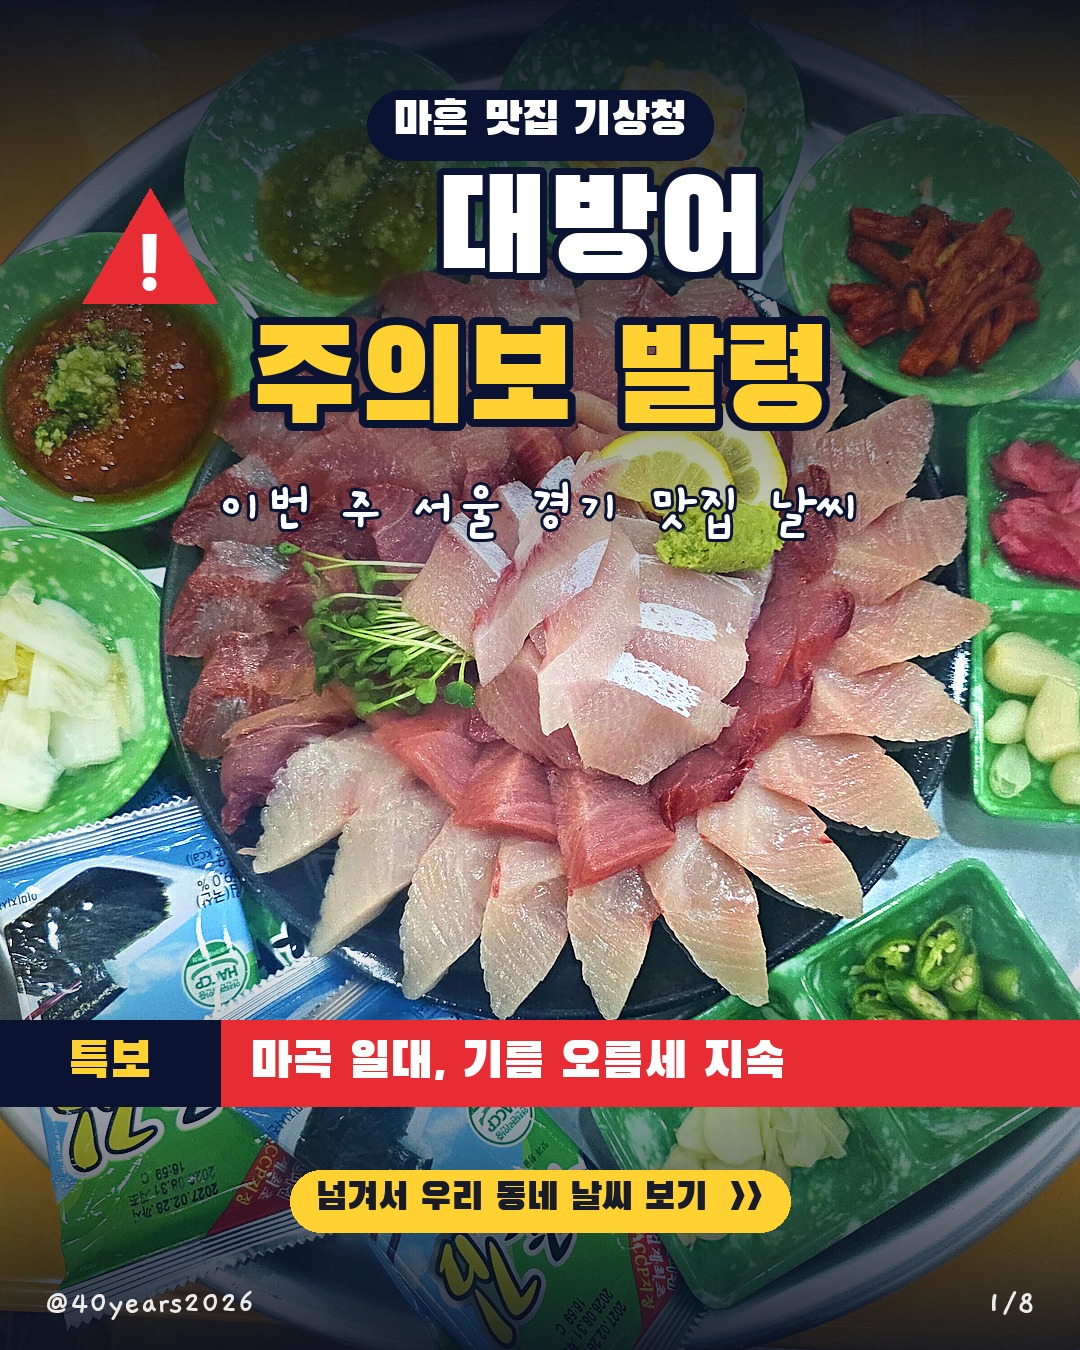 마흔 맛집 기상청
대방어
!
주의보 발령
이번 주 서울 경기 맛집 날씨
HACCP
특보
마곡 일대, 기름 오름세 지속
넘겨서 우리 동네 날씨 보기 》
@40years2026
1/8